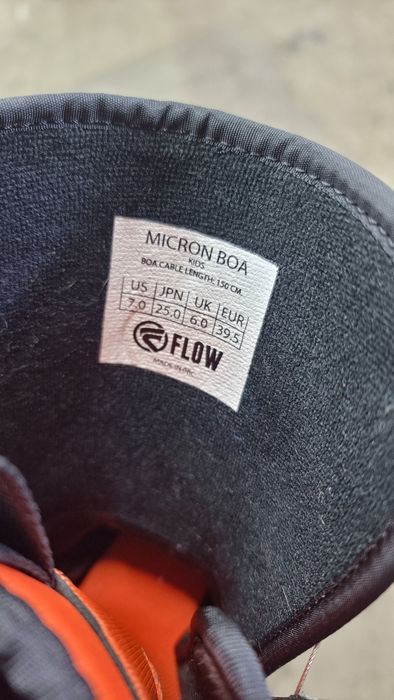 MICRON BOA
KIDS
BOA CABLE LENGTH: 150 CM.
US JPN UK EUR
7.0 25.0 6.0 39.5
FLOW
MADE IN PRC